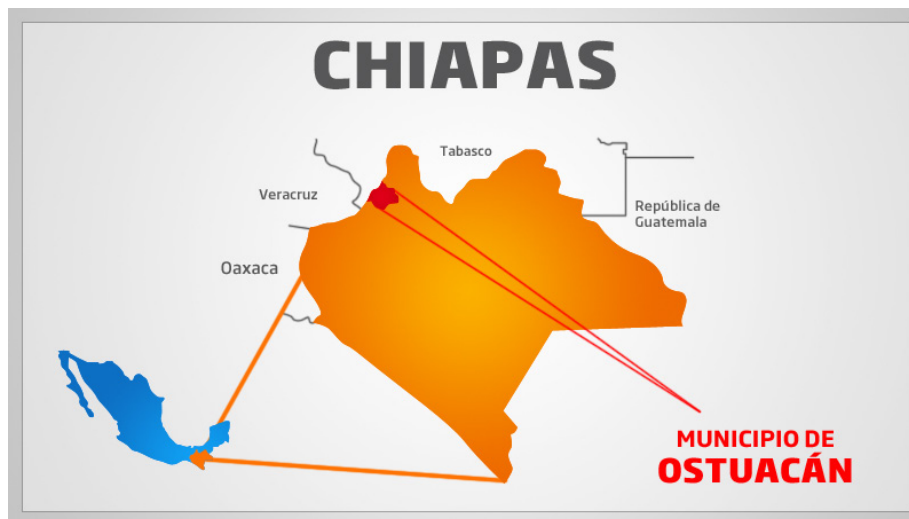 CHIAPAS
Tabasco
Veracruz
República de
Guatemala
Oaxaca
MUNICIPIO DE
OSTUACÁN